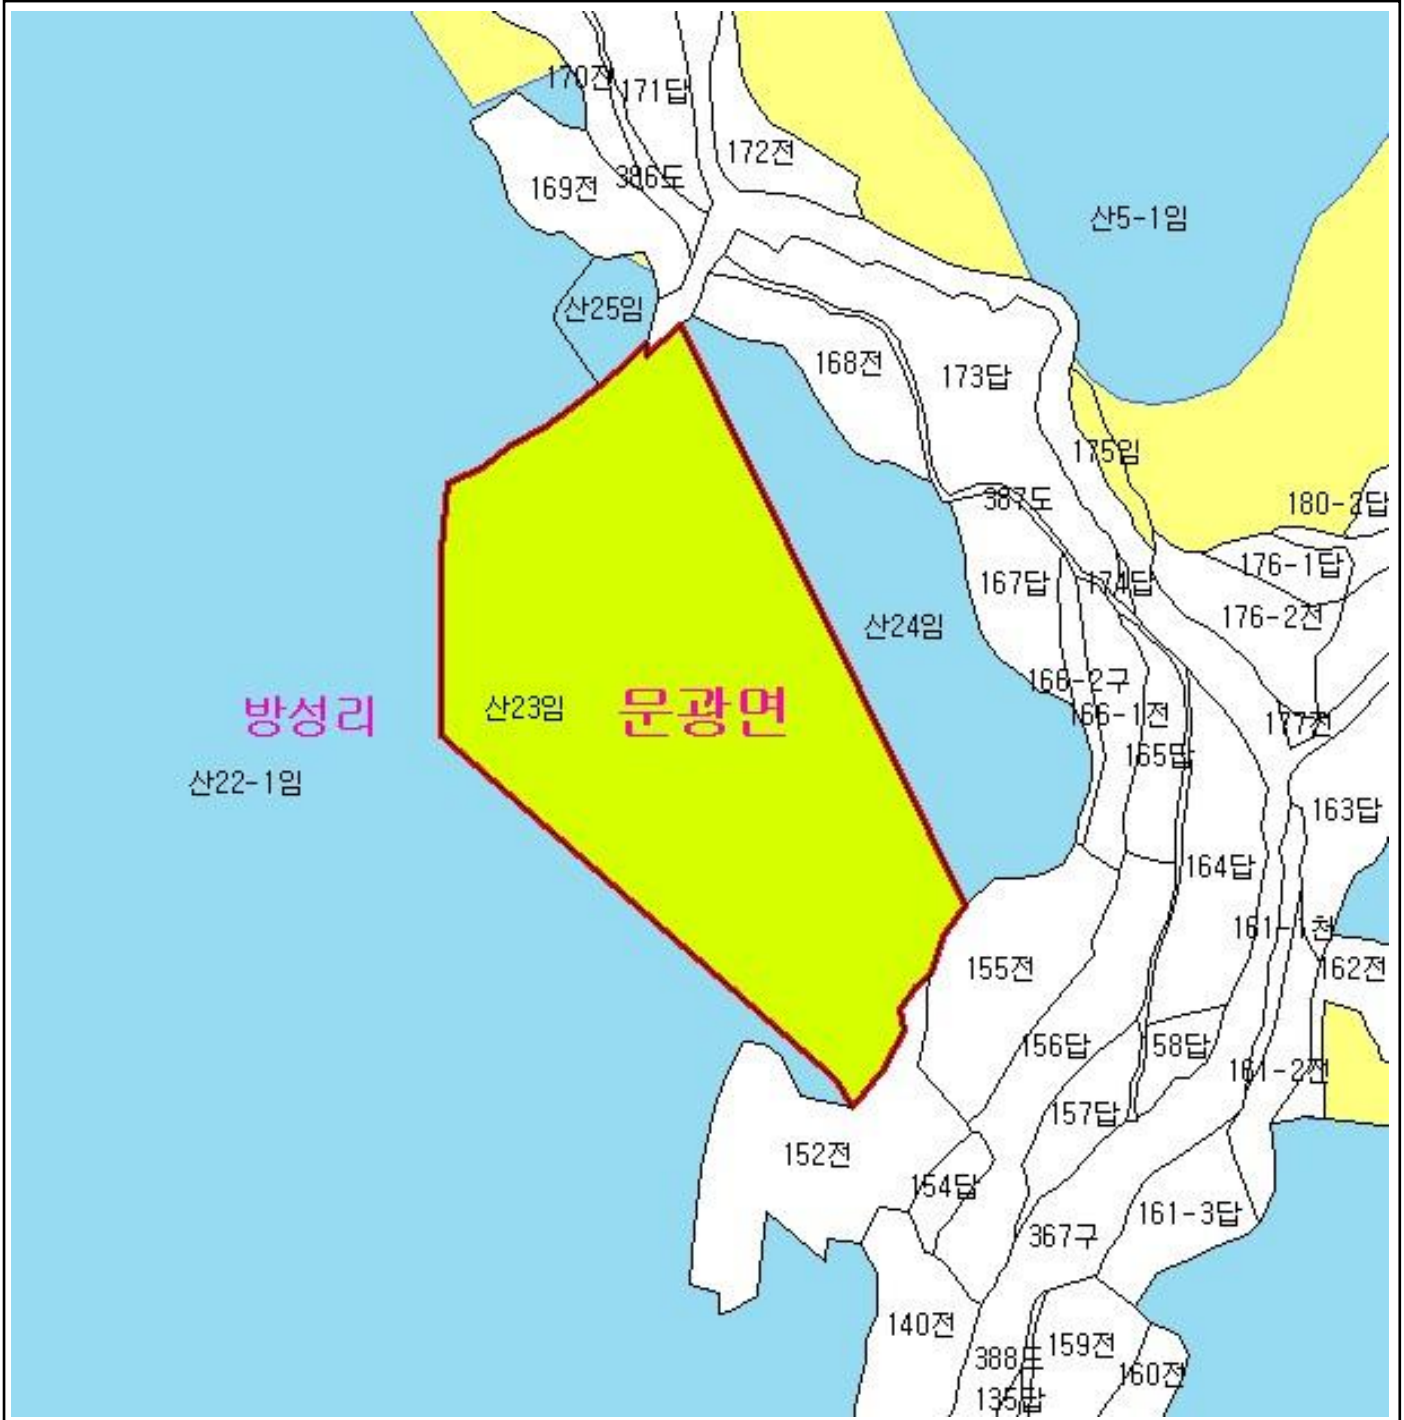 170전
171답
172전
169전
386도
산5-1임
산25임
168전
173답
175임
387도
180-2답
176-1답
167답
174답
176-2전
산24임
166-2구
방성리
산23임
문광면
166-1전
177전
165답
산22-1임
163답
164답
161-1천
155전
162전
156답
158답
161-2전
157답
152전
154답
161-3답
367구
140전
159전
388도
160전
135답